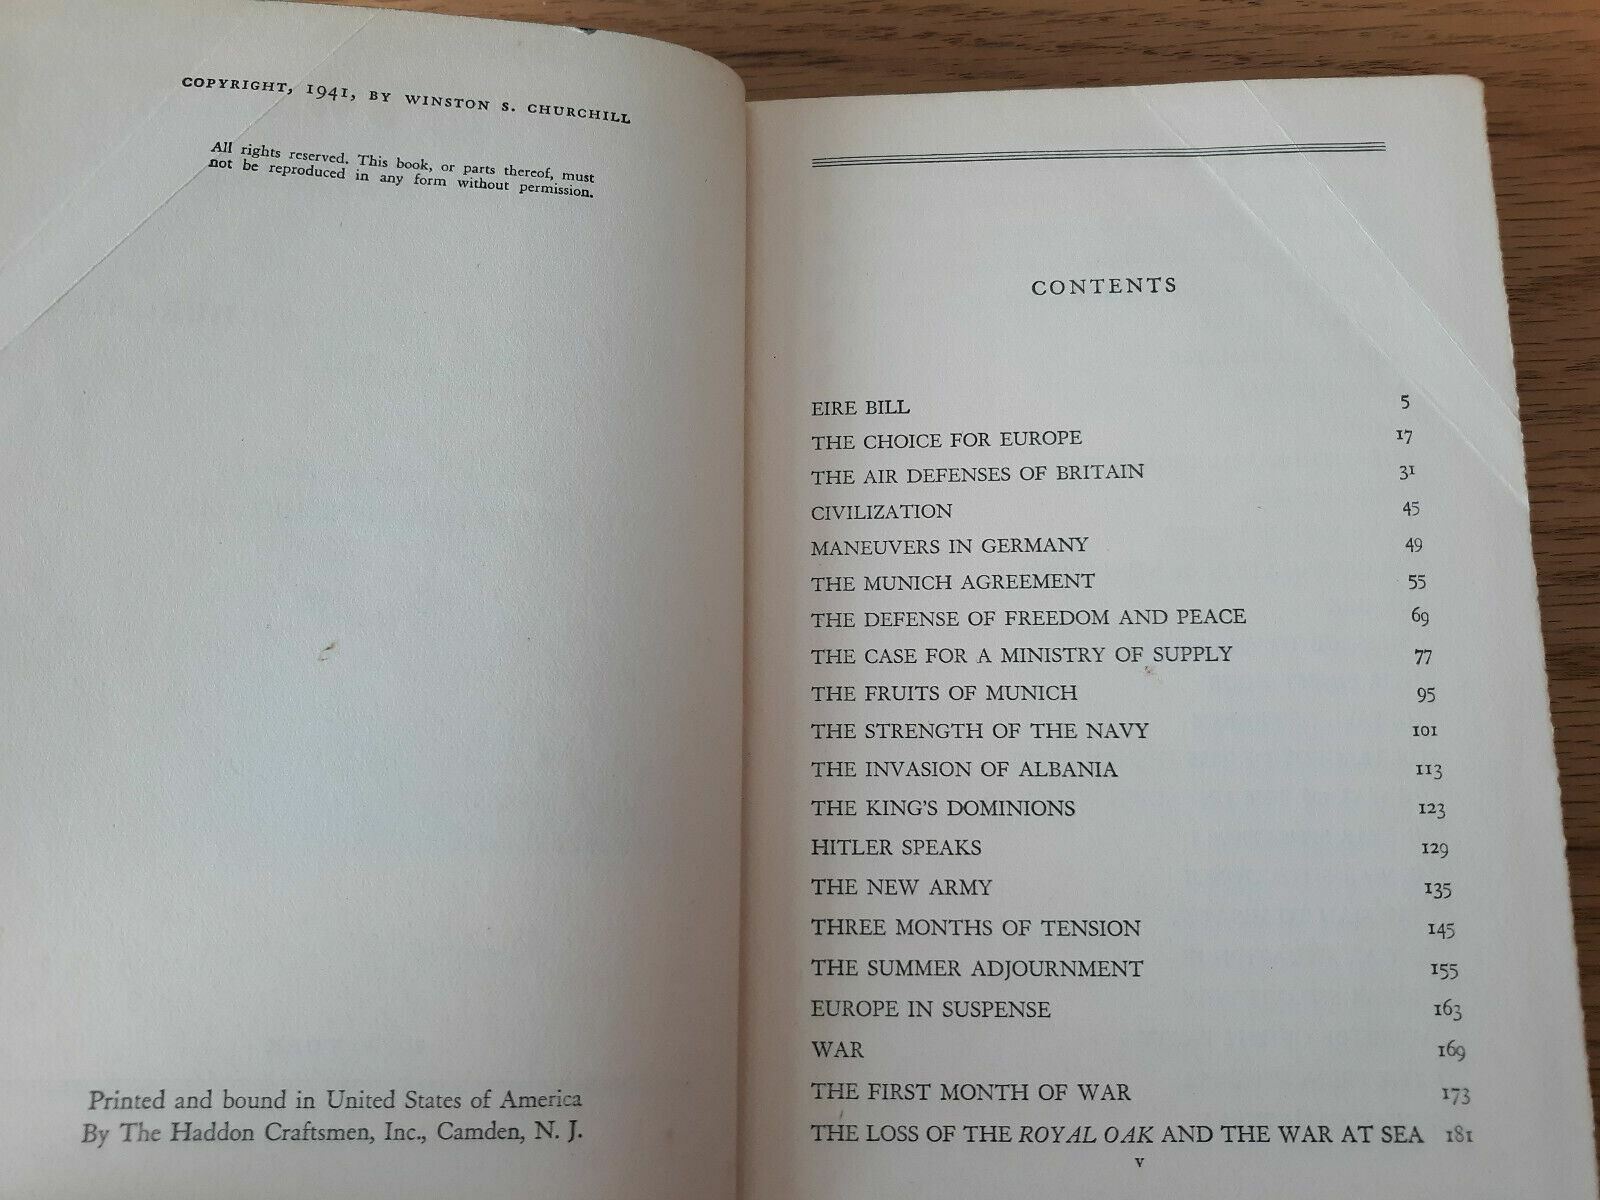 COPYRIGHT, 1941, BY WINSTON S. CHURCHILL
All rights reserved. This book, or parts thereof, must
not be reproduced in any form without permission.
Printed and bound in United States of America
By The Haddon Craftsmen, Inc., Camden, N. J.
CONTENTS
EIRE BILL 5
THE CHOICE FOR EUROPE 17
THE AIR DEFENSES OF BRITAIN 31
CIVILIZATION 45
MANEUVERS IN GERMANY 49
THE MUNICH AGREEMENT 55
THE DEFENSE OF FREEDOM AND PEACE 69
THE CASE FOR A MINISTRY OF SUPPLY 77
THE FRUITS OF MUNICH 95
THE STRENGTH OF THE NAVY 101
THE INVASION OF ALBANIA 113
THE KING'S DOMINIONS 123
HITLER SPEAKS 129
THE NEW ARMY 135
THREE MONTHS OF TENSION 145
THE SUMMER ADJOURNMENT 155
EUROPE IN SUSPENSE 163
WAR 169
THE FIRST MONTH OF WAR 173
THE LOSS OF THE ROYAL OAK AND THE WAR AT SEA 181
v